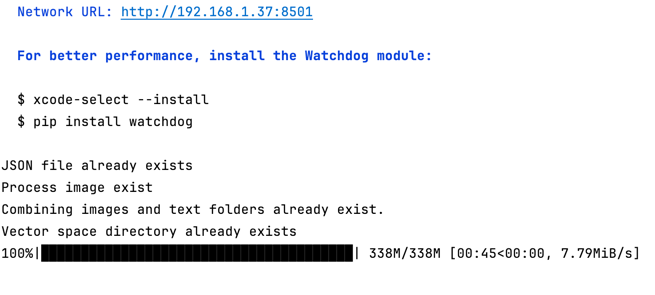 Network URL: http://192.168.1.37:8501
For better performance, install the Watchdog module:
$ xcode-select --install
$ pip install watchdog
JSON file already exists
Process image exist
Combining images and text folders already exist.
Vector space directory already exists
100%|████████████████████████████████████████| 338M/338M [00:45<00:00, 7.79MiB/s]